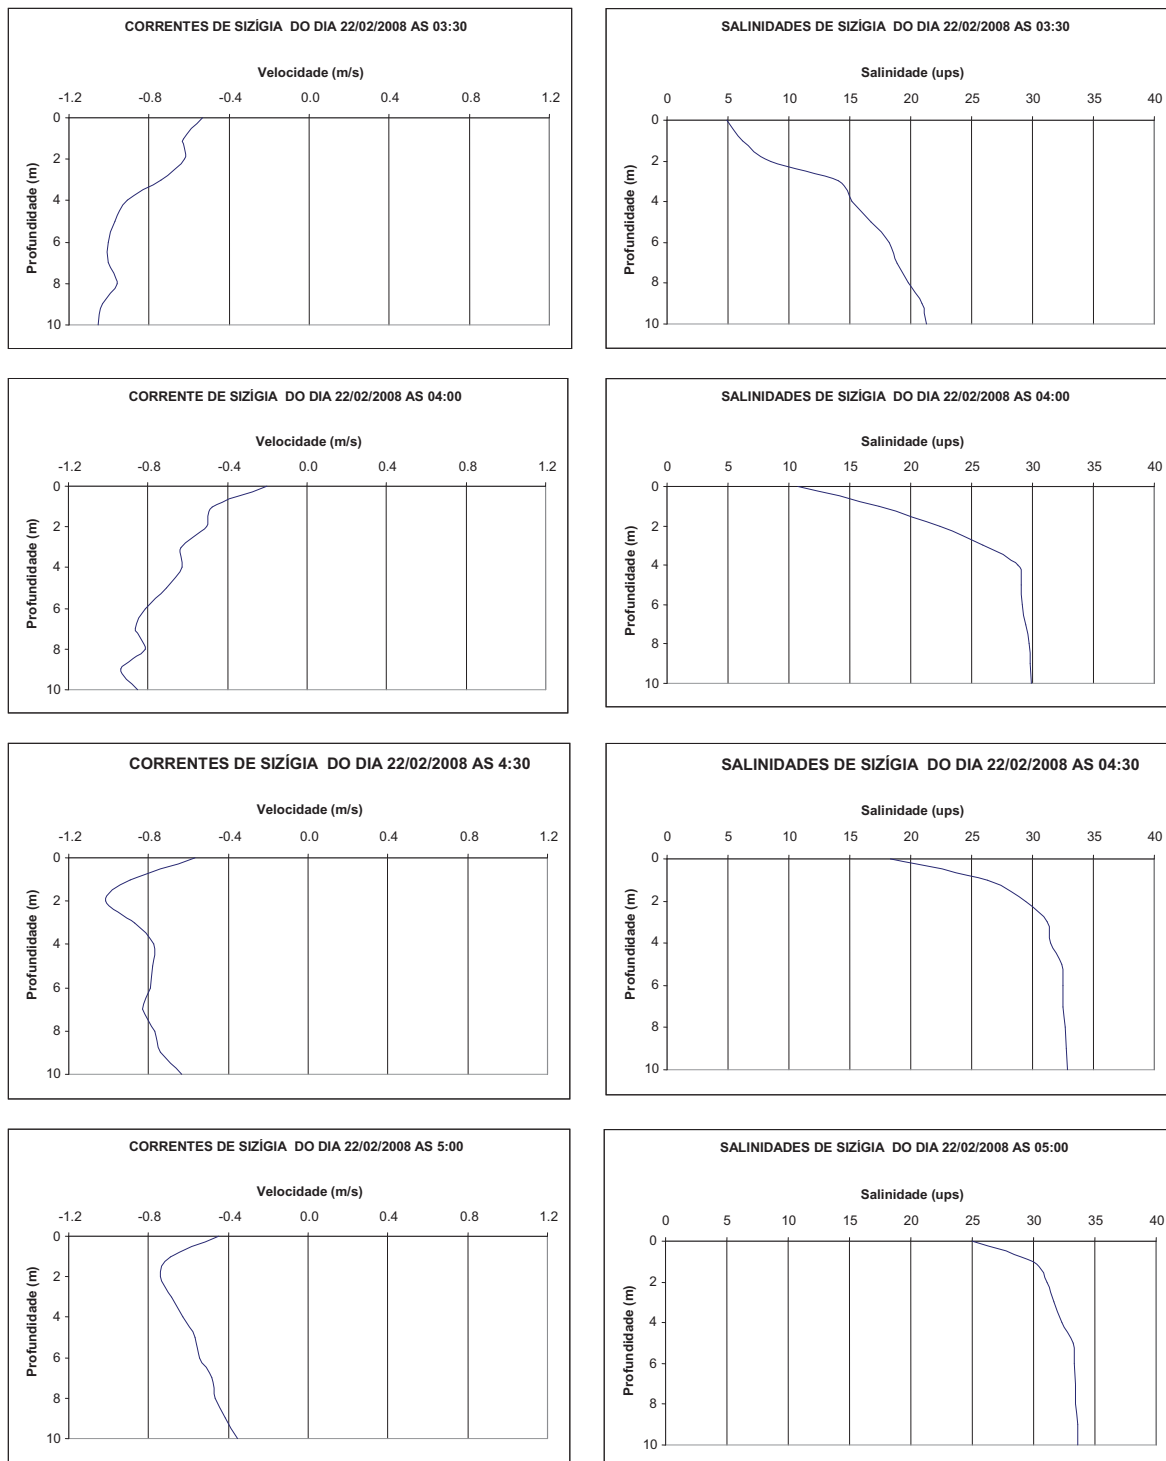 CORRENTES DE SIZÍGIA DO DIA 22/02/2008 AS 03:30
Velocidade (m/s)
-1.2 -0.8 -0.4 0.0 0.4 0.8 1.2
0
2
4
6
8
10
Profundidade (m)
SALINIDADES DE SIZÍGIA DO DIA 22/02/2008 AS 03:30
Salinidade (ups)
0 5 10 15 20 25 30 35 40
0
2
4
6
8
10
Profundidade (m)
CORRENTE DE SIZÍGIA DO DIA 22/02/2008 AS 04:00
Velocidade (m/s)
-1.2 -0.8 -0.4 0.0 0.4 0.8 1.2
0
2
4
6
8
10
Profundidade (m)
SALINIDADES DE SIZÍGIA DO DIA 22/02/2008 AS 04:00
Salinidade (ups)
0 5 10 15 20 25 30 35 40
0
2
4
6
8
10
Profundidade (m)
CORRENTES DE SIZÍGIA DO DIA 22/02/2008 AS 4:30
Velocidade (m/s)
-1.2 -0.8 -0.4 0.0 0.4 0.8 1.2
0
2
4
6
8
10
Profundidade (m)
SALINIDADES DE SIZÍGIA DO DIA 22/02/2008 AS 04:30
Salinidade (ups)
0 5 10 15 20 25 30 35 40
0
2
4
6
8
10
Profundidade (m)
CORRENTES DE SIZÍGIA DO DIA 22/02/2008 AS 5:00
Velocidade (m/s)
-1.2 -0.8 -0.4 0.0 0.4 0.8 1.2
0
2
4
6
8
10
Profundidade (m)
SALINIDADES DE SIZÍGIA DO DIA 22/02/2008 AS 05:00
Salinidade (ups)
0 5 10 15 20 25 30 35 40
0
2
4
6
8
10
Profundidade (m)